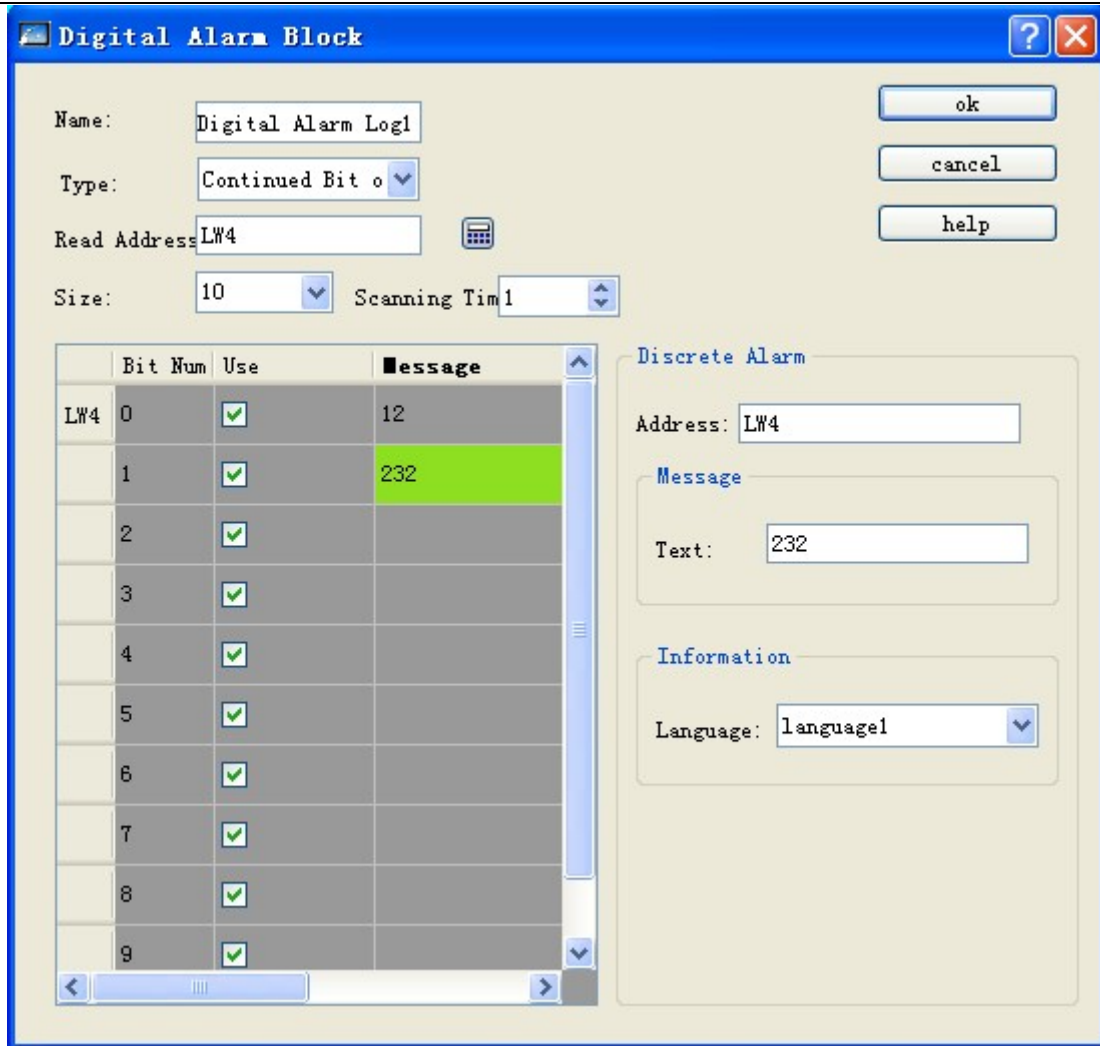 Digital Alarm Block
Name: Digital Alarm Log1
ok
Type: Continued Bit o
cancel
Read Address LW4
help
Size: 10 Scanning Tim 1
Bit Num Use Message
LW4 0 12
1 232
2
3
4
5
6
7
8
9
Discrete Alarm
Address: LW4
Message
Text: 232
Information
Language: language1